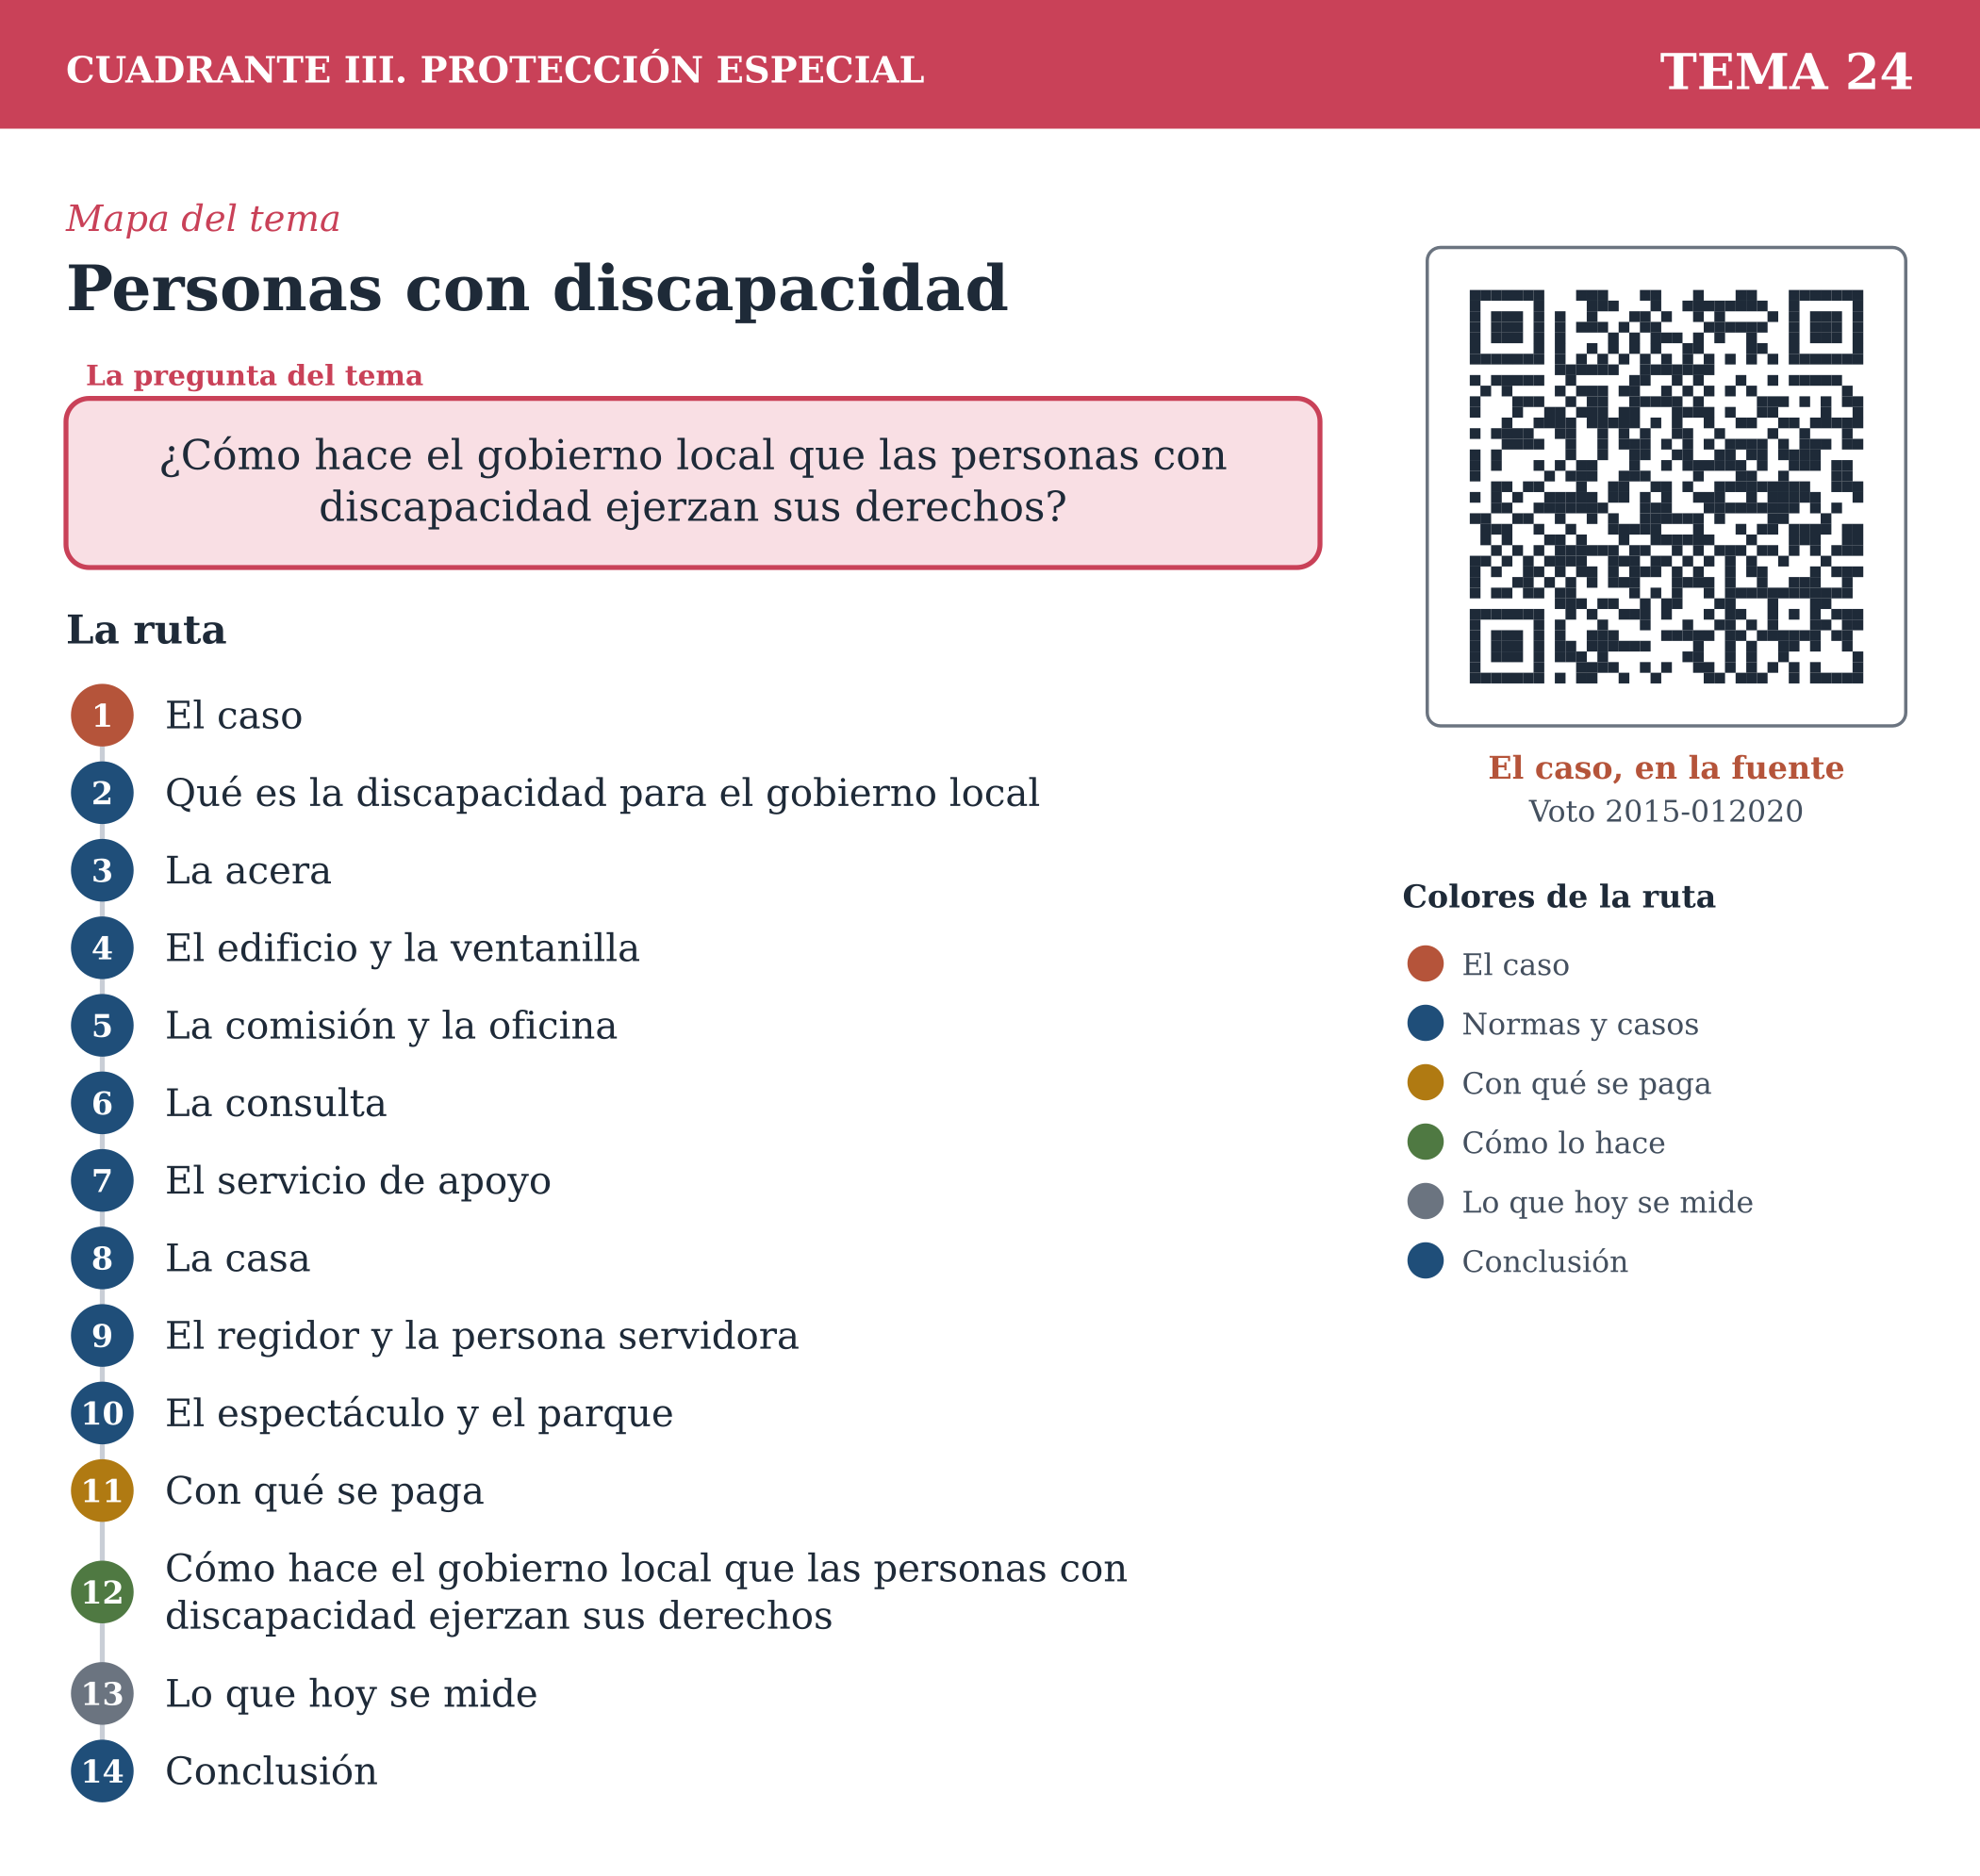 CUADRANTE III. PROTECCIÓN ESPECIAL
TEMA 24
Mapa del tema
Personas con discapacidad
La pregunta del tema
¿Cómo hace el gobierno local que las personas con
discapacidad ejerzan sus derechos?
La ruta
1 El caso
2 Qué es la discapacidad para el gobierno local
3 La acera
4 El edificio y la ventanilla
5 La comisión y la oficina
6 La consulta
7 El servicio de apoyo
8 La casa
9 El regidor y la persona servidora
10 El espectáculo y el parque
11 Con qué se paga
12 Cómo hace el gobierno local que las personas con
discapacidad ejerzan sus derechos
13 Lo que hoy se mide
14 Conclusión
El caso, en la fuente
Voto 2015-012020
Colores de la ruta
El caso
Normas y casos
Con qué se paga
Cómo lo hace
Lo que hoy se mide
Conclusión